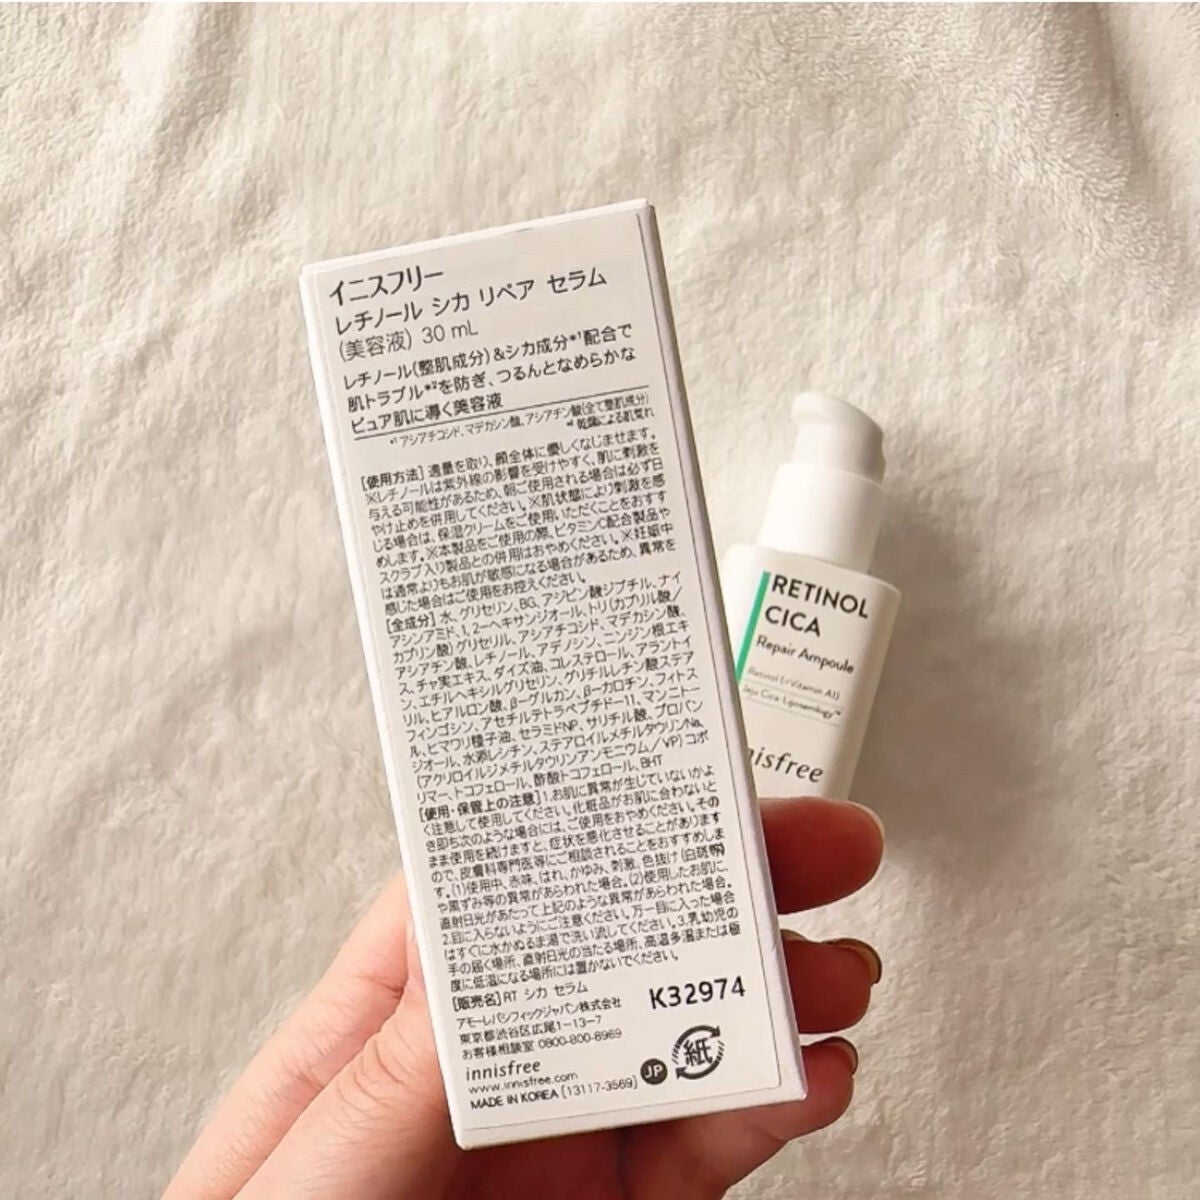 イニスフリー
レチノール シカ リペア セラム
(美容液) 30 mL
レチノール(整肌成分)&シカ成分*¹配合で
肌トラブル*²を防ぎ、つるんとなめらかな
ピュア肌に導く美容液
*¹ アシアチコシド、マデカシン酸、アシアチン酸(全て整肌成分)
*² 乾燥による肌荒れ
[使用方法] 適量を取り、顔全体に優しくなじませます。
※レチノールは紫外線の影響を受けやすく、肌に刺激を
与える可能性があるため、朝ご使用される場合は必ず日
やけ止めを併用してください。※肌状態により刺激を感
じる場合は、保湿クリームをご使用いただくことをおすす
めします。※本製品をご使用の際、ビタミンC配合製品や
スクラブ入り製品との併用はおやめください。※妊娠中
は通常よりもお肌が敏感になる場合があるため、異常を
感じた場合はご使用をお控えください。
[全成分] 水、グリセリン、BG、アジピン酸ジブチル、ナイ
アシンアミド、1,2-ヘキサンジオール、トリ(カプリル酸/
カプリン酸)グリセリル、アシアチコシド、マデカシン酸、
アシアチン酸、レチノール、アデノシン、ニンジン根エキ
ス、チャ実エキス、ダイズ油、コレステロール、アラントイ
ン、エチルヘキシルグリセリン、グリチルレチン酸ステア
リル、ヒアルロン酸、β-グルカン、β-カロチン、フィトス
フィンゴシン、アセチルテトラペプチド-11、マンニトー
ル、ヒマワリ種子油、セラミドNP、サリチル酸、プロパン
ジオール、水添レシチン、ステアロイルメチルタウリンNa、
(アクリロイルジメチルタウリンアンモニウム/VP)コポ
リマー、トコフェロール、酢酸トコフェロール、BHT
[使用・保管上の注意] 1.お肌に異常が生じていないかよ
く注意して使用してください。化粧品がお肌に合わないと
き即ち次のような場合には、ご使用をおやめください。その
まま使用を続けますと、症状を悪化させることがあります
ので、皮膚科専門医等にご相談されることをおすすめしま
す。(1)使用中、赤味、はれ、かゆみ、刺激、色抜け(白斑等)
や黒ずみ等の異常があらわれた場合。(2)使用したお肌に、
直射日光があたって上記のような異常があらわれた場合。
2.目に入らないようにご注意ください。万一目に入った場合
はすぐに水かぬるま湯で洗い流してください。3.乳幼児の
手の届く場所、直射日光の当たる場所、高温多湿または極
度に低温になる場所には置かないでください。
[販売名] RT シカ セラム
アモーレパシフィックジャパン株式会社
東京都渋谷区広尾1-13-7
お客様相談室 0800-800-8969
K32974
innisfree
www.innisfree.com
MADE IN KOREA [13117-3569]
JP
紙
RETINOL
CICA
Repair Ampoule
Retinol (=Vitamin A)
Jeju Cica Liposomology™
nisfree